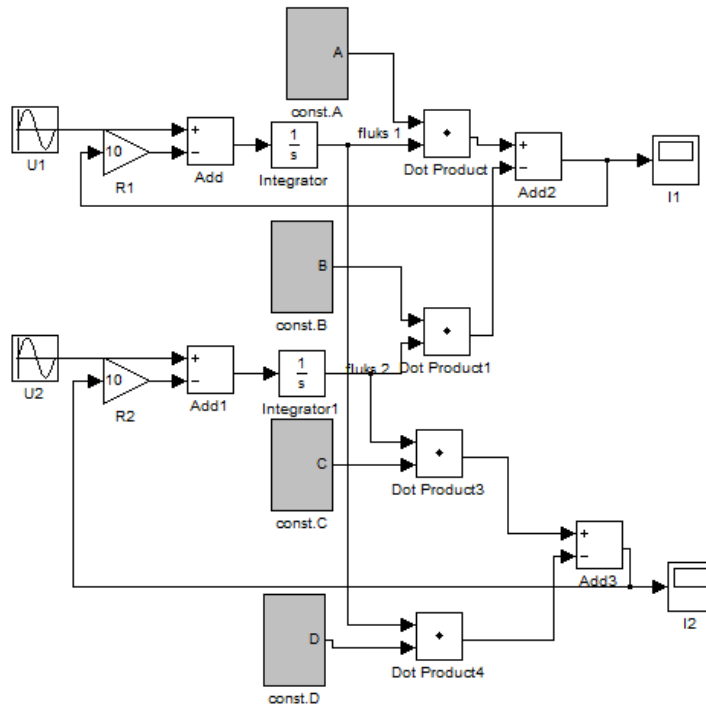 A
const.A
fluks 1
U1
10
R1
+
−
Add
1
s
Integrator
Dot Product
+
−
Add2
I1
B
const.B
U2
10
R2
+
−
Add1
1
s
Integrator1
fluks 2
Dot Product1
C
const.C
Dot Product3
+
−
Add3
I2
D
const.D
Dot Product4